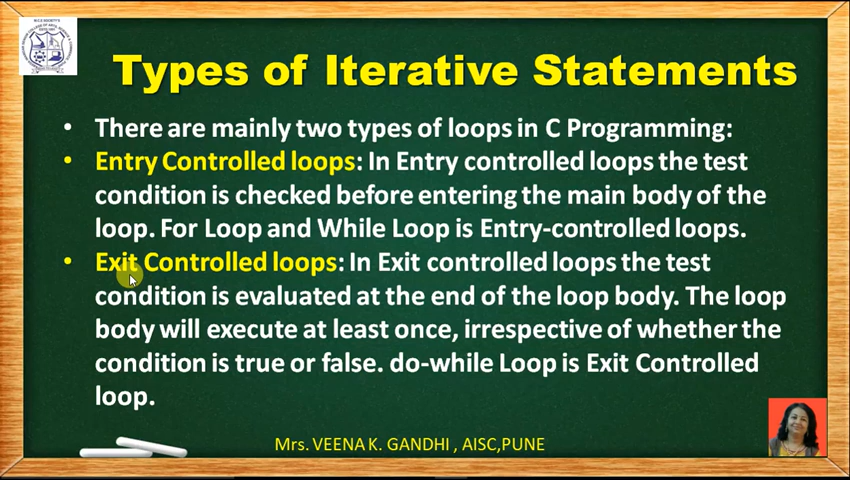 Types of Iterative Statements
• There are mainly two types of loops in C Programming:
• Entry Controlled loops: In Entry controlled loops the test
condition is checked before entering the main body of the
loop. For Loop and While Loop is Entry-controlled loops.
• Exit Controlled loops: In Exit controlled loops the test
condition is evaluated at the end of the loop body. The loop
body will execute at least once, irrespective of whether the
condition is true or false. do-while Loop is Exit Controlled
loop.
Mrs. VEENA K. GANDHI , AISC,PUNE